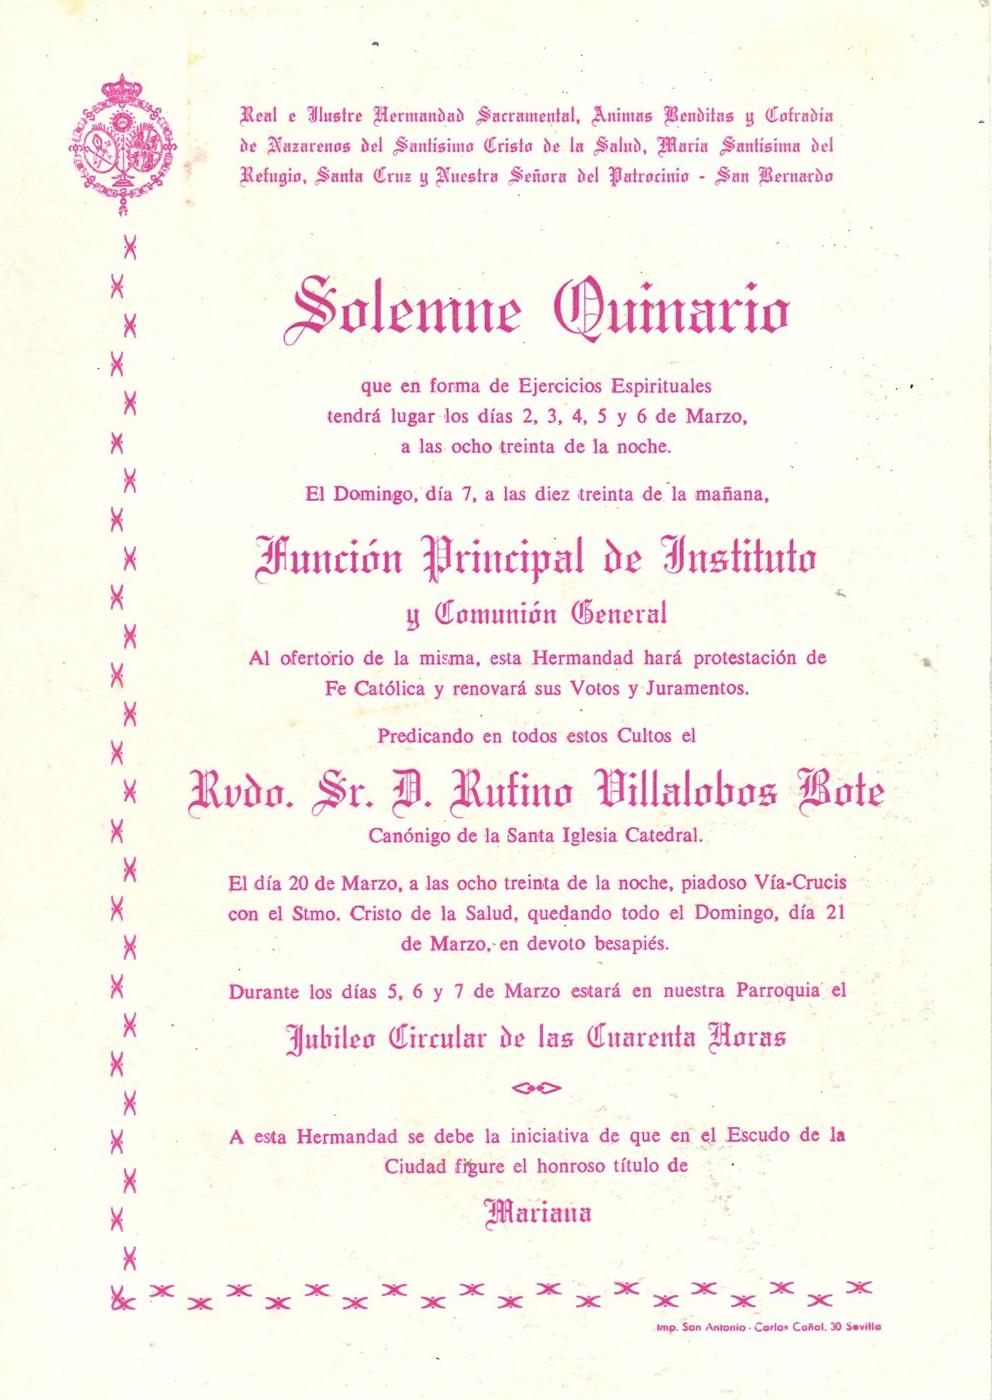 Real e Ilustre Hermandad Sacramental, Animas Benditas y Cofradía
de Nazarenos del Santísimo Cristo de la Salud, María Santísima del
Refugio, Santa Cruz y Nuestra Señora del Patrocinio - San Bernardo
Solemne Quinario
que en forma de Ejercicios Espirituales
tendrá lugar los días 2, 3, 4, 5 y 6 de Marzo,
a las ocho treinta de la noche.
El Domingo, día 7, a las diez treinta de la mañana,
Función Principal de Instituto
y Comunión General
Al ofertorio de la misma, esta Hermandad hará protestación de
Fe Católica y renovará sus Votos y Juramentos.
Predicando en todos estos Cultos el
Rvdo. Sr. D. Rufino Villalobos Bote
Canónigo de la Santa Iglesia Catedral.
El día 20 de Marzo, a las ocho treinta de la noche, piadoso Vía-Crucis
con el Stmo. Cristo de la Salud, quedando todo el Domingo, día 21
de Marzo, en devoto besapiés.
Durante los días 5, 6 y 7 de Marzo estará en nuestra Parroquia el
Jubileo Circular de las Cuarenta Horas
A esta Hermandad se debe la iniciativa de que en el Escudo de la
Ciudad figure el honroso título de
Mariana
Imp. San Antonio - Carlos Cañal, 30 Sevilla